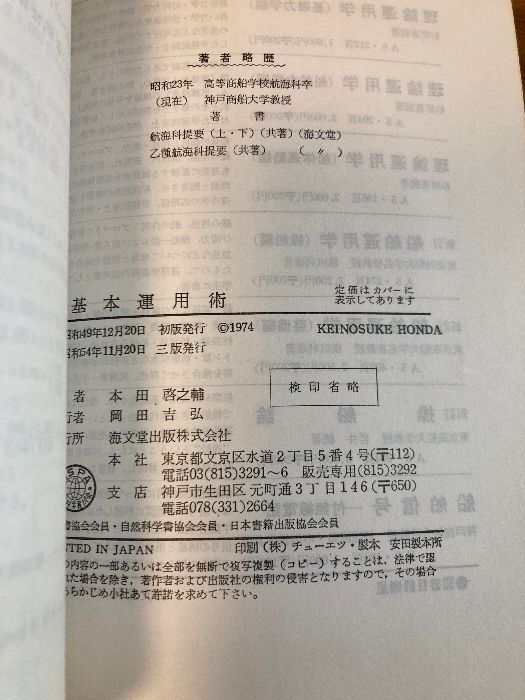 著者略歴
昭和23年 高等商船学校航海科卒
(現在) 神戸商船大学教授
著書
航海科提要(上・下)(共著)(海文堂)
乙種航海科提要(共著) ( 〃 )
基本運用術
定価はカバーに
表示してあります
昭和49年12月20日 初版発行 ©1974 KEINOSUKE HONDA
昭和54年11月20日 三版発行
者 本田啓之輔
行者 岡田吉弘
行所 海文堂出版株式会社
検印省略
本社 東京都文京区水道2丁目5番4号(〒112)
電話03(815)3291~6 販売専用(815)3292
支店 神戸市生田区元町通3丁目146(〒650)
電話078(331)2664
書協会会員・自然科学書協会会員・日本書籍出版協会会員
NTED IN JAPAN 印刷(株)チューエツ・製本 安田製本所
の内容の一部あるいは全部を無断で複写複製(コピー)することは、法律で認
れた場合を除き、著作者および出版社の権利の侵害となりますので、その場合
あらかじめ小社あて許諾を求めて下さい。